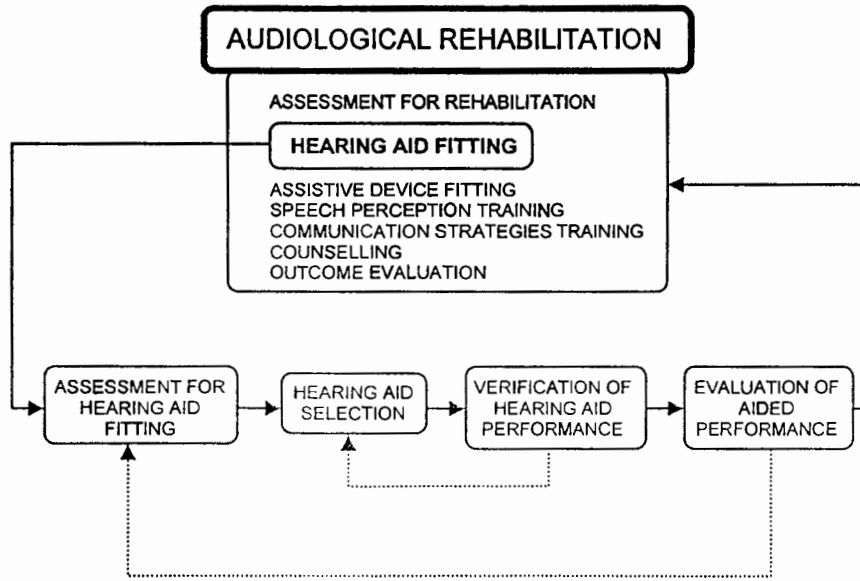 AUDIOLOGICAL REHABILITATION
ASSESSMENT FOR REHABILITATION
HEARING AID FITTING
ASSISTIVE DEVICE FITTING
SPEECH PERCEPTION TRAINING
COMMUNICATION STRATEGIES TRAINING
COUNSELLING
OUTCOME EVALUATION
ASSESSMENT FOR
HEARING AID
FITTING
HEARING AID
SELECTION
VERIFICATION OF
HEARING AID
PERFORMANCE
EVALUATION OF
AIDED
PERFORMANCE